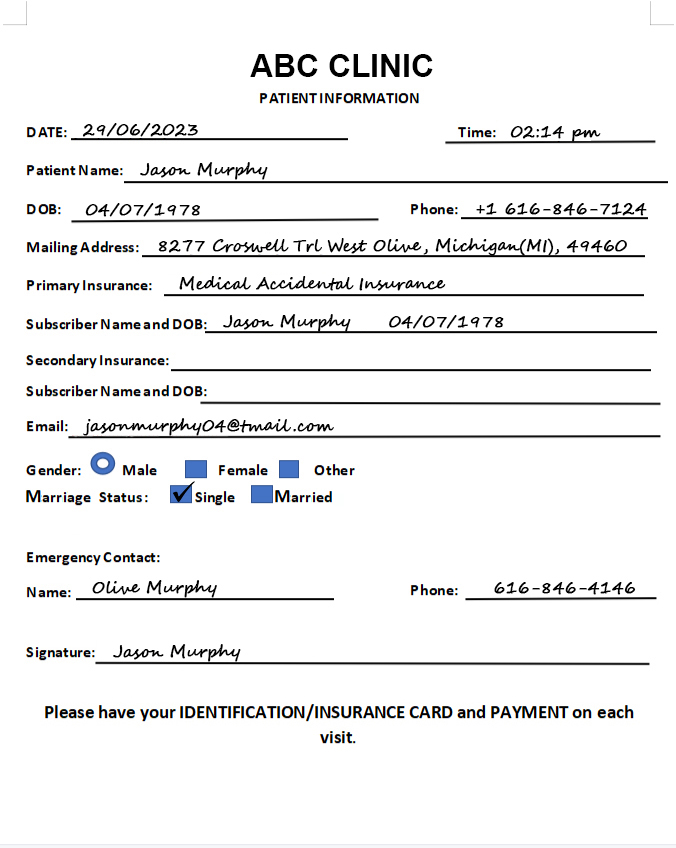 ABC CLINIC
PATIENT INFORMATION
DATE: 29/06/2023 Time: 02:14 pm
Patient Name: Jason Murphy
DOB: 04/07/1978 Phone: +1 616-846-7124
Mailing Address: 8277 Croswell Trl West Olive, Michigan(MI), 49460
Primary Insurance: Medical Accidental Insurance
Subscriber Name and DOB: Jason Murphy 04/07/1978
Secondary Insurance:
Subscriber Name and DOB:
Email: jasonmurphy04@tmail.com
Gender: Male Female Other
Marriage Status: Single Married
Emergency Contact:
Name: Olive Murphy Phone: 616-846-4146
Signature: Jason Murphy
Please have your IDENTIFICATION/INSURANCE CARD and PAYMENT on each
visit.